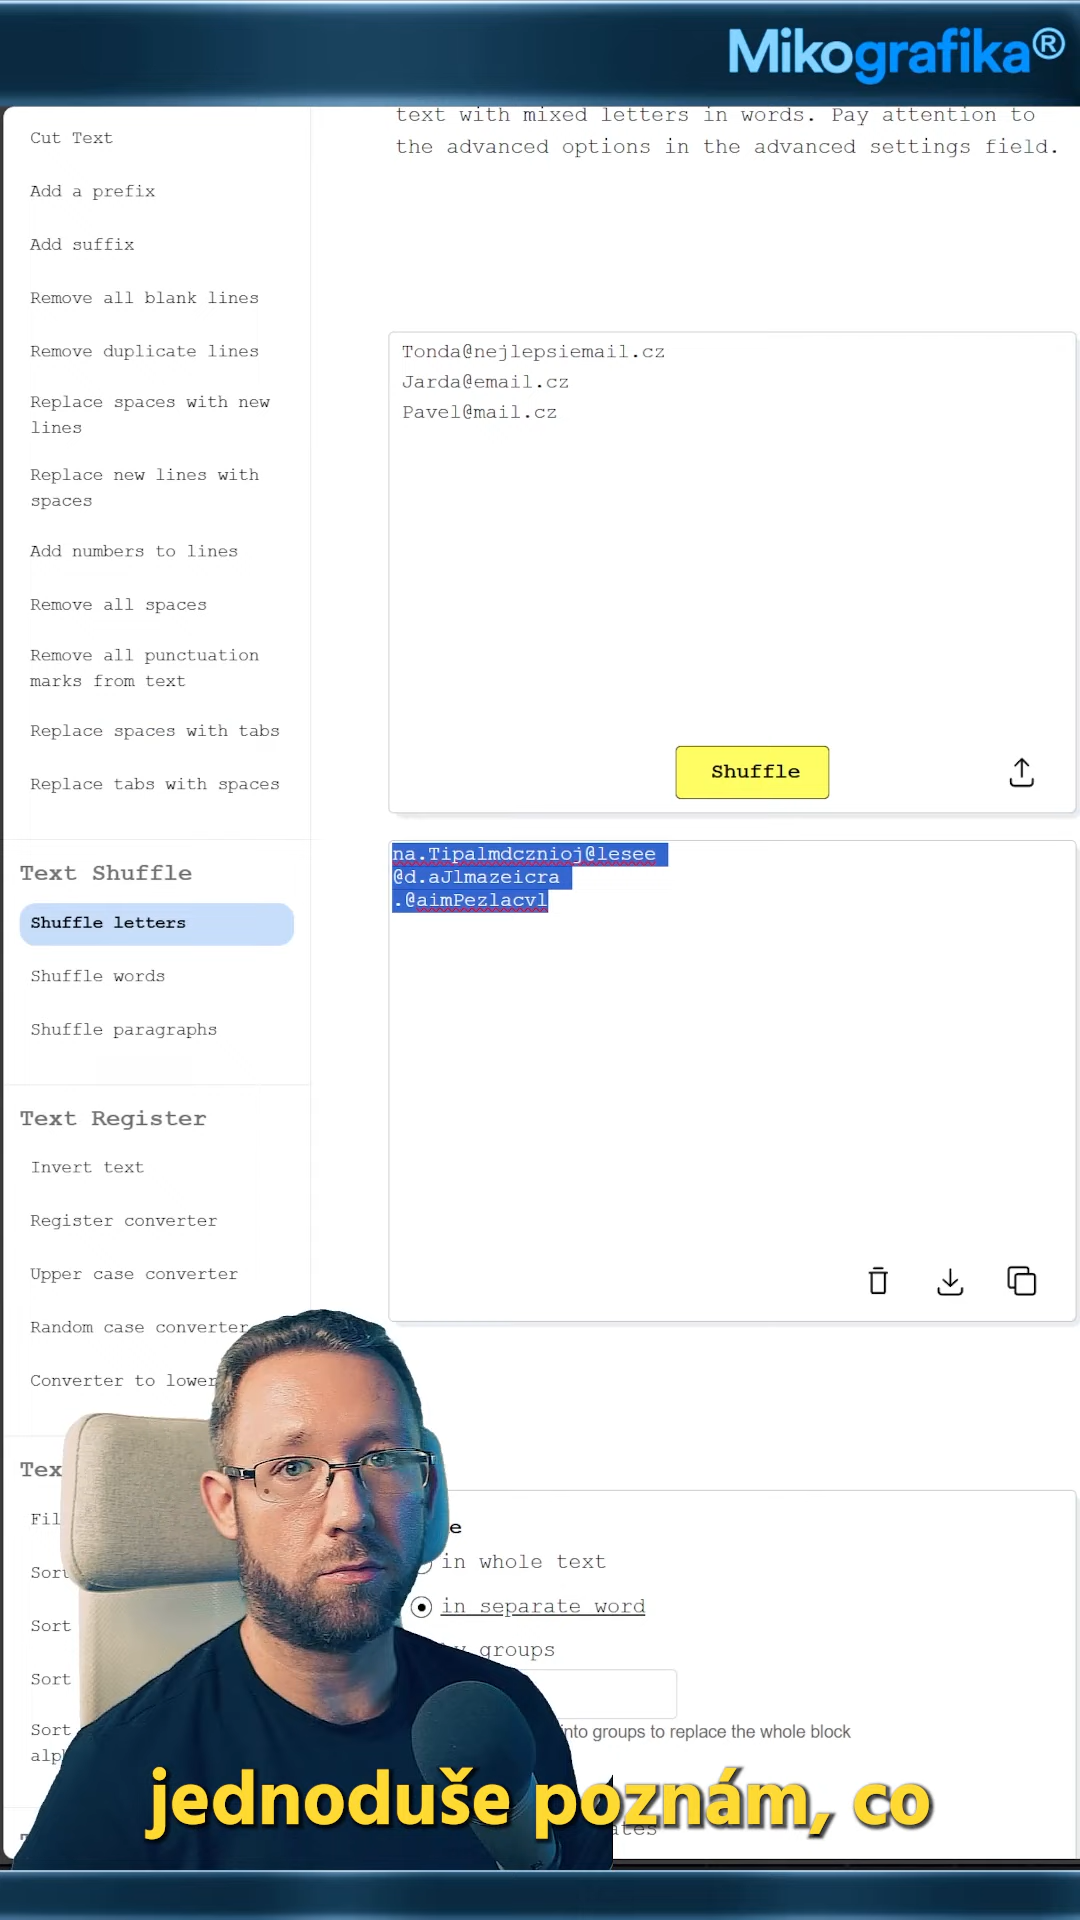 Mikografika®
text with mixed letters in words. Pay attention to
the advanced options in the advanced settings field.
Cut Text
Add a prefix
Add suffix
Remove all blank lines
Remove duplicate lines
Replace spaces with new
lines
Replace new lines with
spaces
Add numbers to lines
Remove all spaces
Remove all punctuation
marks from text
Replace spaces with tabs
Replace tabs with spaces
Text Shuffle
Shuffle letters
Shuffle words
Shuffle paragraphs
Text Register
Invert text
Register converter
Upper case converter
Random case converter
Converter to lower
Tex
Fil
Sort
Sort
Sort
Tonda@nejlepsiemail.cz
Jarda@email.cz
Pavel@mail.cz
Shuffle
na.Tipalmdcznioj@lesee
@d.aJlmazeicra
.@aimPezlacvl
in whole text
in separate word
groups
into groups to replace the whole block
jednoduše poznám, co